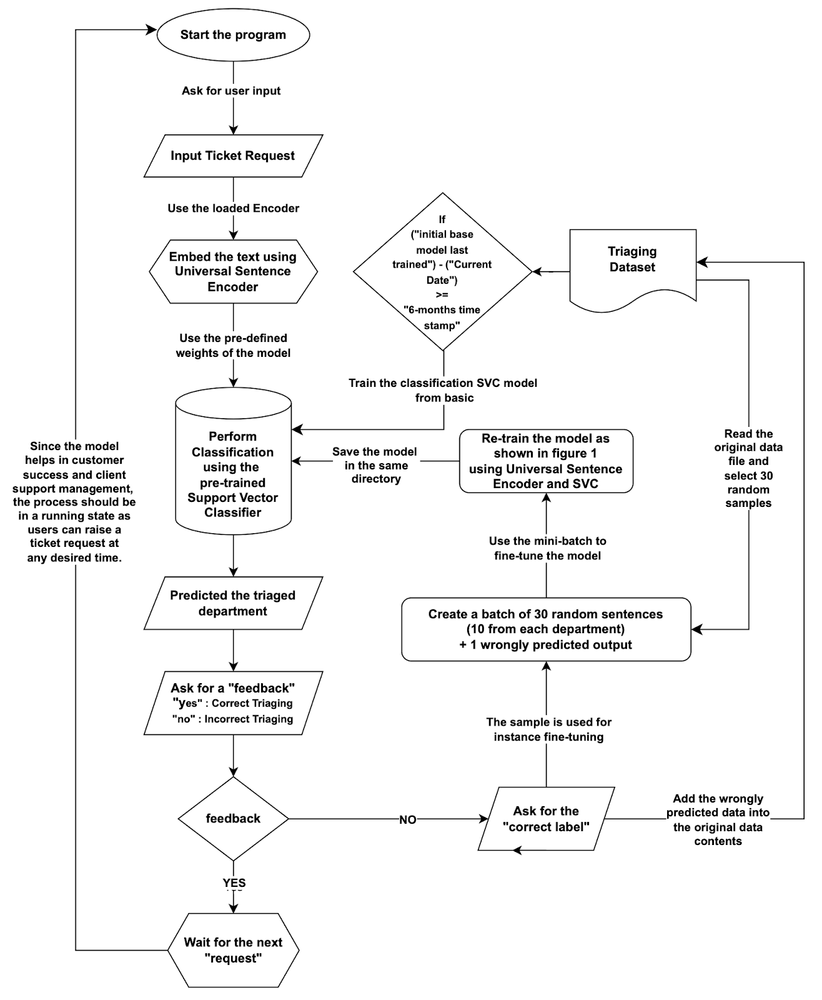 Start the program
Ask for user input
Input Ticket Request
Use the loaded Encoder
Embed the text using
Universal Sentence
Encoder
Use the pre-defined
weights of the model
Perform
Classification
using the
pre-trained
Support Vector
Classifier
Predicted the triaged
department
Ask for a "feedback"
"yes" : Correct Triaging
"no" : Incorrect Triaging
feedback
YES
Wait for the next
"request"
Since the model
helps in customer
success and client
support management,
the process should be
in a running state as
users can raise a
ticket request at
any desired time.
NO
Ask for the
"correct label"
The sample is used for
instance fine-tuning
Add the wrongly
predicted data into
the original data
contents
Triaging
Dataset
Read the
original data
file and
select 30
random
samples
Create a batch of 30 random sentences
(10 from each department)
+ 1 wrongly predicted output
Use the mini-batch to
fine-tune the model
Re-train the model as
shown in figure 1
using Universal Sentence
Encoder and SVC
Save the model
in the same
directory
If
("initial base
model last
trained") - ("Current
Date")
>=
"6-months time
stamp"
Train the classification SVC model
from basic